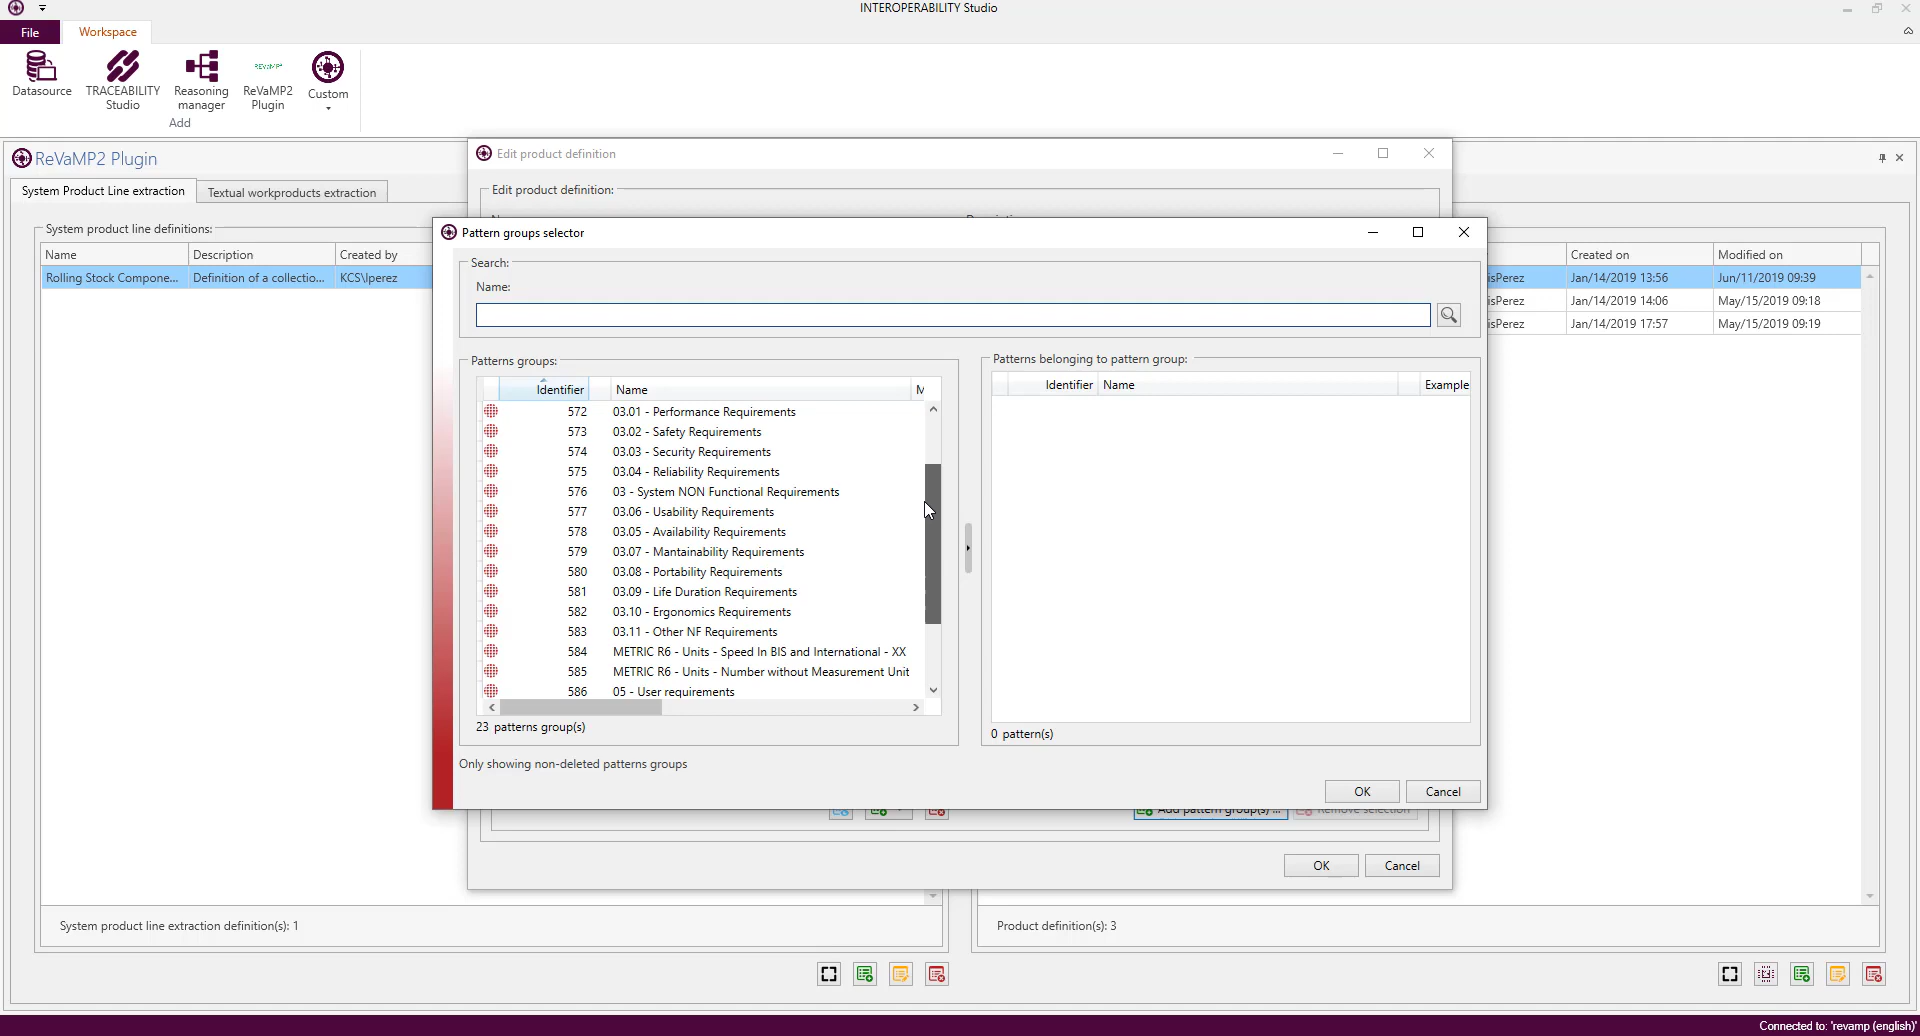 INTEROPERABILITY Studio
File
Workspace
Datasource
TRACEABILITY
Studio
Reasoning
manager
REVaMP²
ReVaMP2
Plugin
Custom
Add
ReVaMP2 Plugin
System Product Line extraction
Textual workproducts extraction
System product line definitions:
Name Description Created by
Rolling Stock Compone... Definition of a collectio... KCS\lperez
System product line extraction definition(s): 1
Edit product definition
Edit product definition:
Pattern groups selector
Search:
Name:
Patterns groups:
Identifier Name M
572 03.01 - Performance Requirements
573 03.02 - Safety Requirements
574 03.03 - Security Requirements
575 03.04 - Reliability Requirements
576 03 - System NON Functional Requirements
577 03.06 - Usability Requirements
578 03.05 - Availability Requirements
579 03.07 - Mantainability Requirements
580 03.08 - Portability Requirements
581 03.09 - Life Duration Requirements
582 03.10 - Ergonomics Requirements
583 03.11 - Other NF Requirements
584 METRIC R6 - Units - Speed In BIS and International - XX
585 METRIC R6 - Units - Number without Measurement Unit
586 05 - User requirements
23 patterns group(s)
Only showing non-deleted patterns groups
Patterns belonging to pattern group:
Identifier Name Example
0 pattern(s)
OK Cancel
Add pattern group(s) ... Remove selection
OK Cancel
Created on Modified on
isPerez Jan/14/2019 13:56 Jun/11/2019 09:39
isPerez Jan/14/2019 14:06 May/15/2019 09:18
isPerez Jan/14/2019 17:57 May/15/2019 09:19
Product definition(s): 3
Connected to: 'revamp (english)'